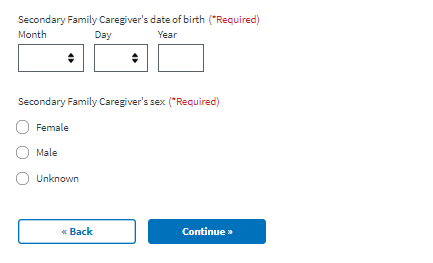 Secondary Family Caregiver's date of birth (*Required)
Month Day Year
Secondary Family Caregiver's sex (*Required)
Female
Male
Unknown
« Back Continue »